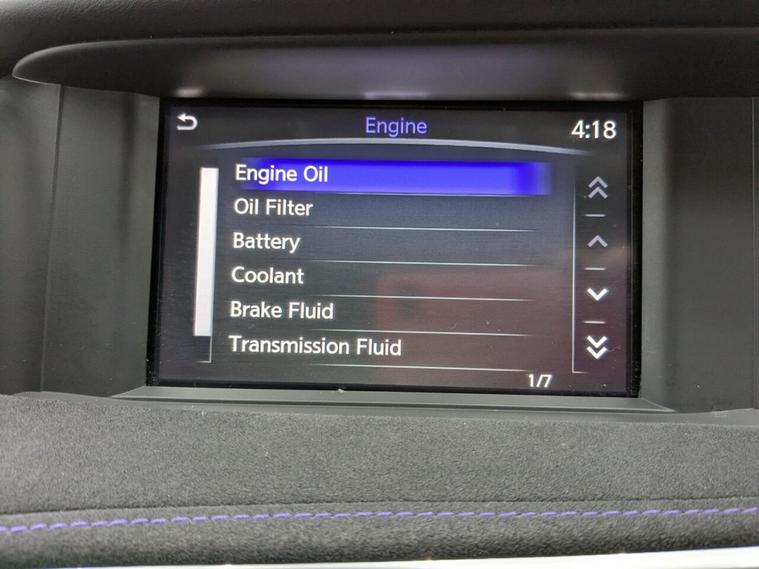 Engine
4:18
Engine Oil
Oil Filter
Battery
Coolant
Brake Fluid
Transmission Fluid
1/7